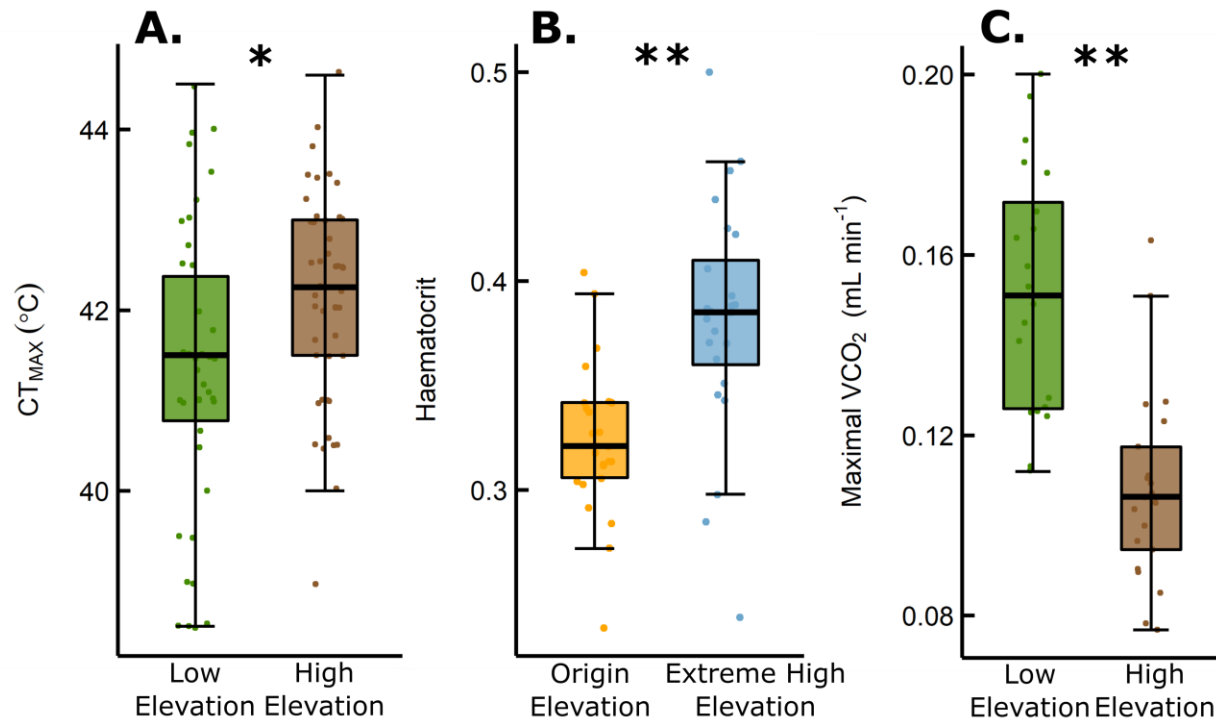 A.
*
CT_MAX (°C)
44
42
40
Low
Elevation
High
Elevation
B.
**
Haematocrit
0.5
0.4
0.3
Origin
Elevation
Extreme High
Elevation
C.
**
Maximal VCO₂ (mL min⁻¹)
0.20
0.16
0.12
0.08
Low
Elevation
High
Elevation